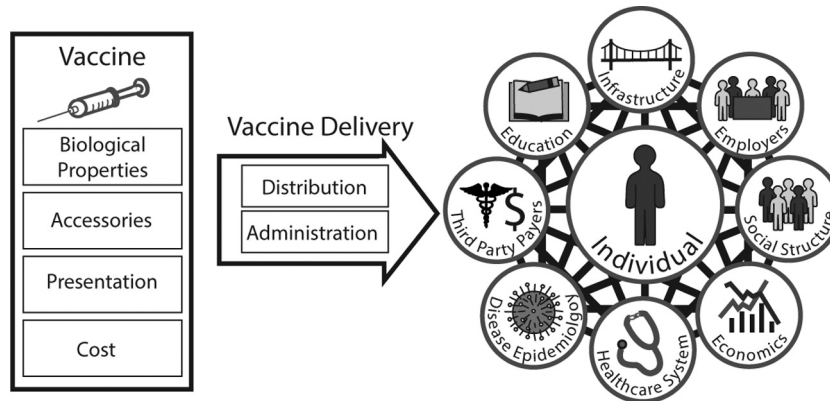 Vaccine
Biological
Properties
Accessories
Presentation
Cost
Vaccine Delivery
Distribution
Administration
Infrastructure
Education
Employers
Third Party Payers
$
Individual
Social Structure
Disease Epidemiolgoy
Healthcare System
Economics